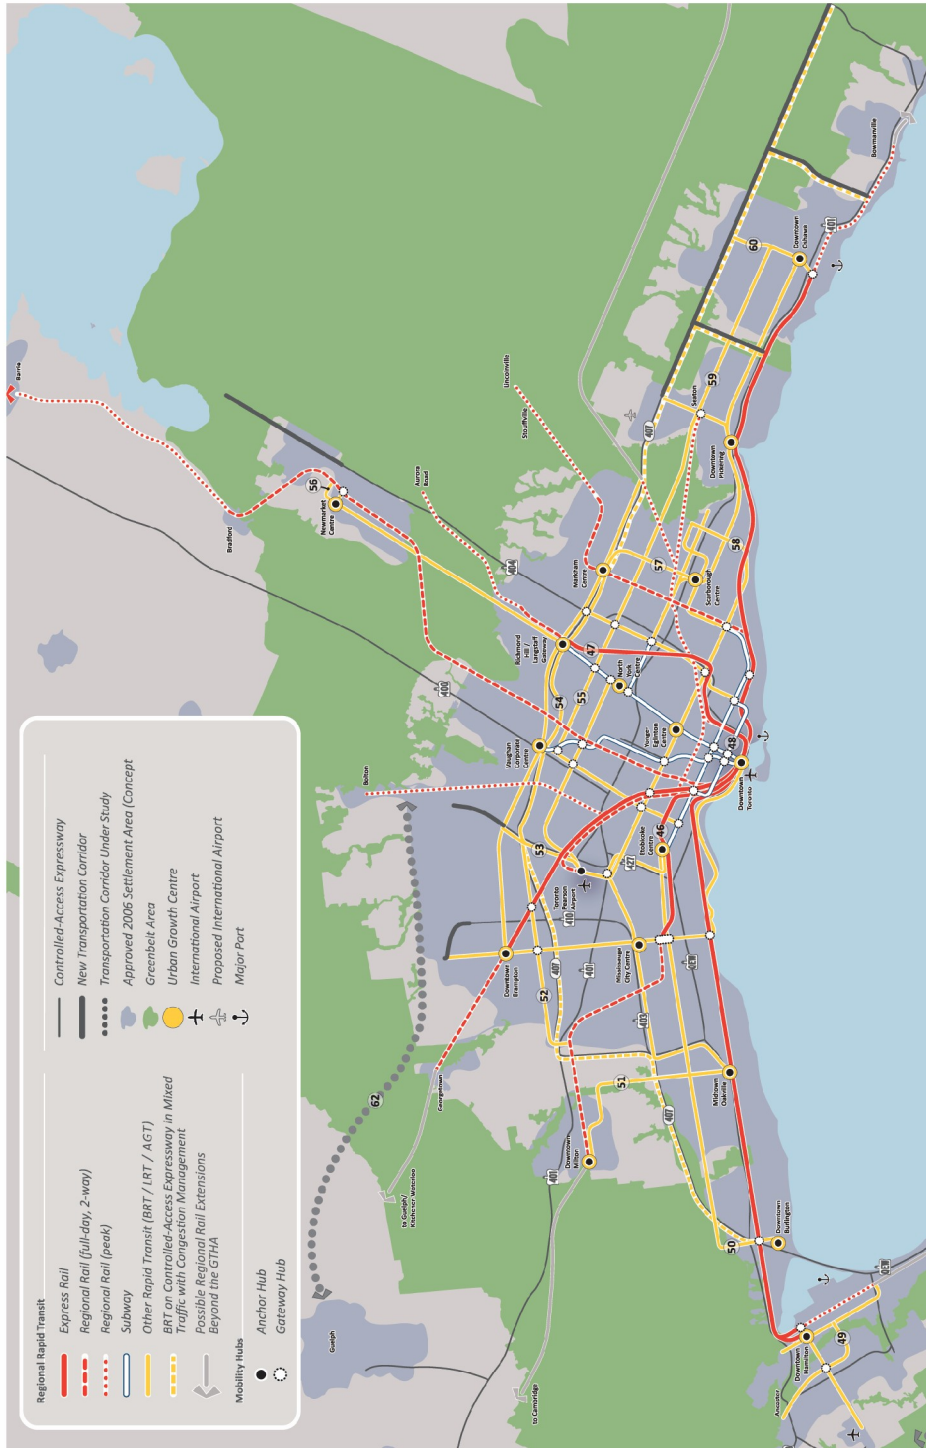 Regional Rapid Transit
Express Rail
Regional Rail (full-day, 2-way)
Regional Rail (peak)
Subway
Other Rapid Transit (BRT / LRT / AGT)
BRT on Controlled-Access Expressway in Mixed
Traffic with Congestion Management
Possible Regional Rail Extensions
Beyond the GTHA
Mobility Hubs
Anchor Hub
Gateway Hub
Controlled-Access Expressway
New Transportation Corridor
Transportation Corridor Under Study
Approved 2006 Settlement Area (Concept
Greenbelt Area
Urban Growth Centre
International Airport
Proposed International Airport
Major Port
Guelph
to Cambridge
to Guelph/
Kitchener-Waterloo
Georgetown
62
401
Downtown
Milton
51
52
407
401
410
403
QEW
407
Downtown
Brampton
Mississauga
City Centre
Midtown
Oakville
50
Downtown
Burlington
QEW
Downtown
Hamilton
49
Ancaster
Bolton
53
Toronto
Pearson
Airport
427
Etobicoke
Centre
46
Vaughan
Corporate
Centre
400
54
55
Yonge-
Eglinton
Centre
48
Downtown
Toronto
North
York
Centre
47
Richmond
Hill /
Langstaff
Gateway
404
Aurora
Road
Newmarket
Centre
56
Bradford
Barrie
Markham
Centre
57
Scarborough
Centre
58
Stouffville
Lincolnville
407
Seaton
59
Downtown
Pickering
60
Downtown
Oshawa
401
Bowmanville